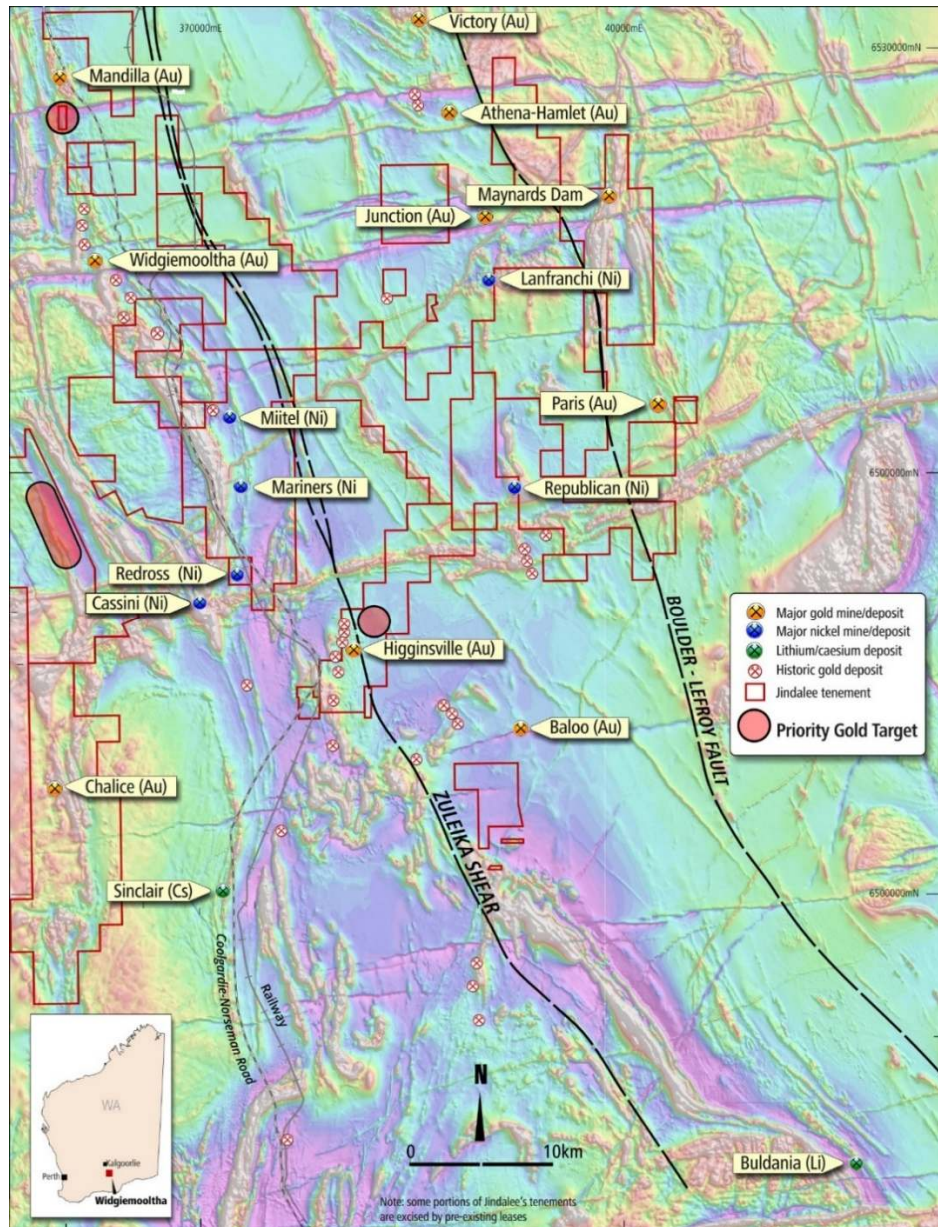 370000mE
40000mE
Victory (Au)
6530000mN
Mandilla (Au)
Athena-Hamlet (Au)
Maynards Dam
Junction (Au)
Widgiemooltha (Au)
Lanfranchi (Ni)
Paris (Au)
Miitel (Ni)
6500000mN
Mariners (Ni
Republican (Ni)
Redross (Ni)
Cassini (Ni)
Higginsville (Au)
BOULDER - LEFROY FAULT
Major gold mine/deposit
Major nickel mine/deposit
Lithium/caesium deposit
Historic gold deposit
Jindalee tenement
Priority Gold Target
Baloo (Au)
Chalice (Au)
ZULEIKA SHEAR
Sinclair (Cs)
6500000mN
Coolgardie-Norseman Road
Railway
WA
Perth
Kalgoorlie
Widgiemooltha
N
0
10km
Buldania (Li)
Note: some portions of Jindalee's tenements
are excised by pre-existing leases